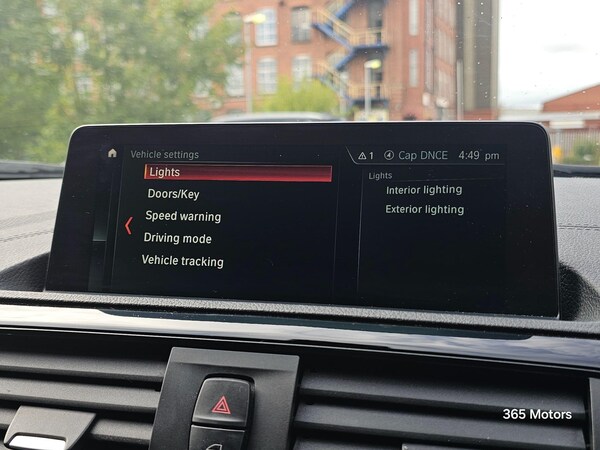 Vehicle settings
1 Cap DNCE 4:49 pm
Lights
Doors/Key
Speed warning
Driving mode
Vehicle tracking
Lights
Interior lighting
Exterior lighting
365 Motors